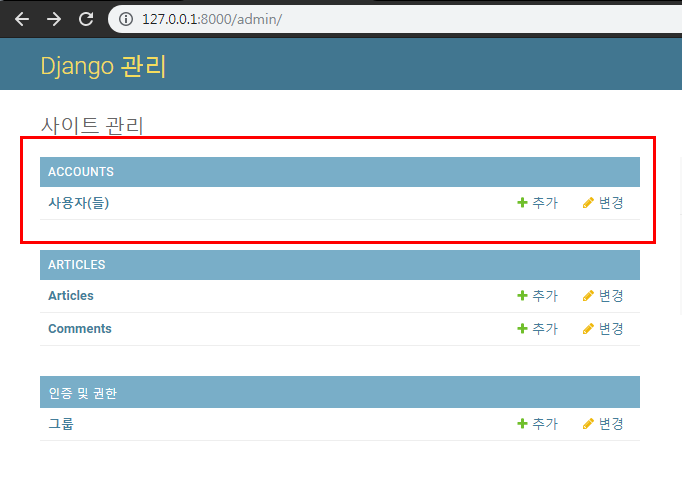 127.0.0.1:8000/admin/
Django 관리
사이트 관리
ACCOUNTS
사용자(들) 추가 변경
ARTICLES
Articles 추가 변경
Comments 추가 변경
인증 및 권한
그룹 추가 변경